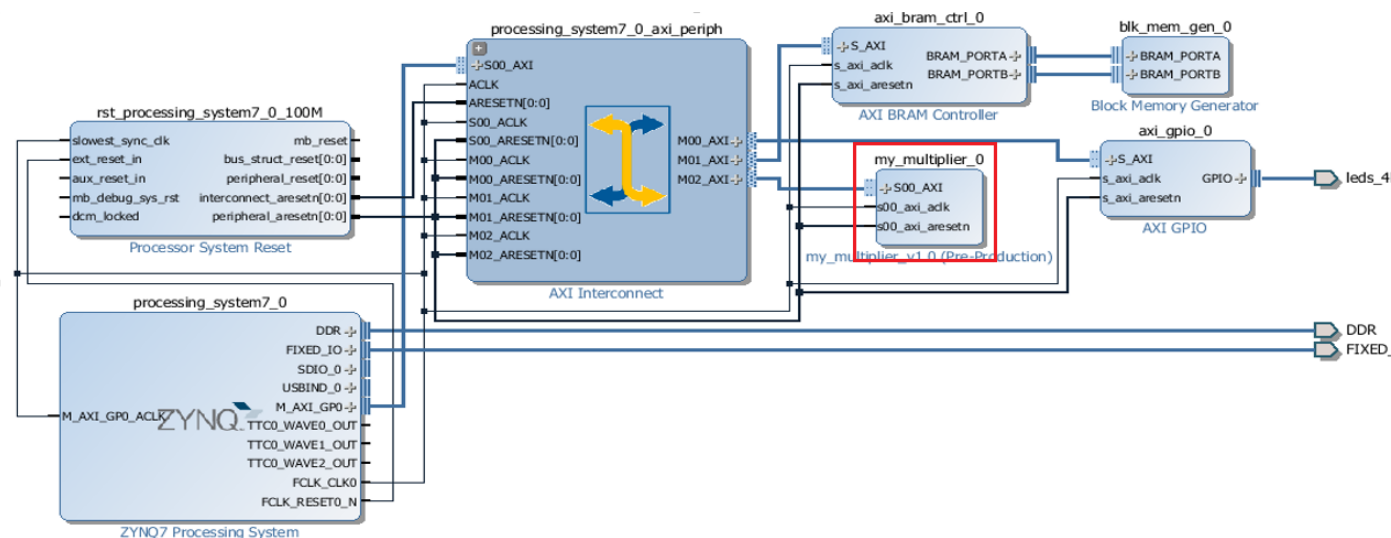 processing_system7_0_axi_periph
S00_AXI
ACLK
ARESETN[0:0]
S00_ACLK
S00_ARESETN[0:0]
M00_ACLK
M00_ARESETN[0:0]
M01_ACLK
M01_ARESETN[0:0]
M02_ACLK
M02_ARESETN[0:0]
M00_AXI
M01_AXI
M02_AXI
AXI Interconnect
axi_bram_ctrl_0
S_AXI
s_axi_aclk
s_axi_aresetn
BRAM_PORTA
BRAM_PORTB
AXI BRAM Controller
blk_mem_gen_0
BRAM_PORTA
BRAM_PORTB
Block Memory Generator
rst_processing_system7_0_100M
slowest_sync_clk
ext_reset_in
aux_reset_in
mb_debug_sys_rst
dcm_locked
mb_reset
bus_struct_reset[0:0]
peripheral_reset[0:0]
interconnect_aresetn[0:0]
peripheral_aresetn[0:0]
Processor System Reset
my_multiplier_0
S00_AXI
s00_axi_aclk
s00_axi_aresetn
my_multiplier_v1.0 (Pre-Production)
axi_gpio_0
S_AXI
s_axi_aclk
s_axi_aresetn
GPIO
AXI GPIO
processing_system7_0
M_AXI_GP0_ACLK
ZYNQ
DDR
FIXED_IO
SDIO_0
USBIND_0
M_AXI_GP0
TTC0_WAVE0_OUT
TTC0_WAVE1_OUT
TTC0_WAVE2_OUT
FCLK_CLK0
FCLK_RESET0_N
ZYNQ7 Processing System
leds_4
DDR
FIXED_